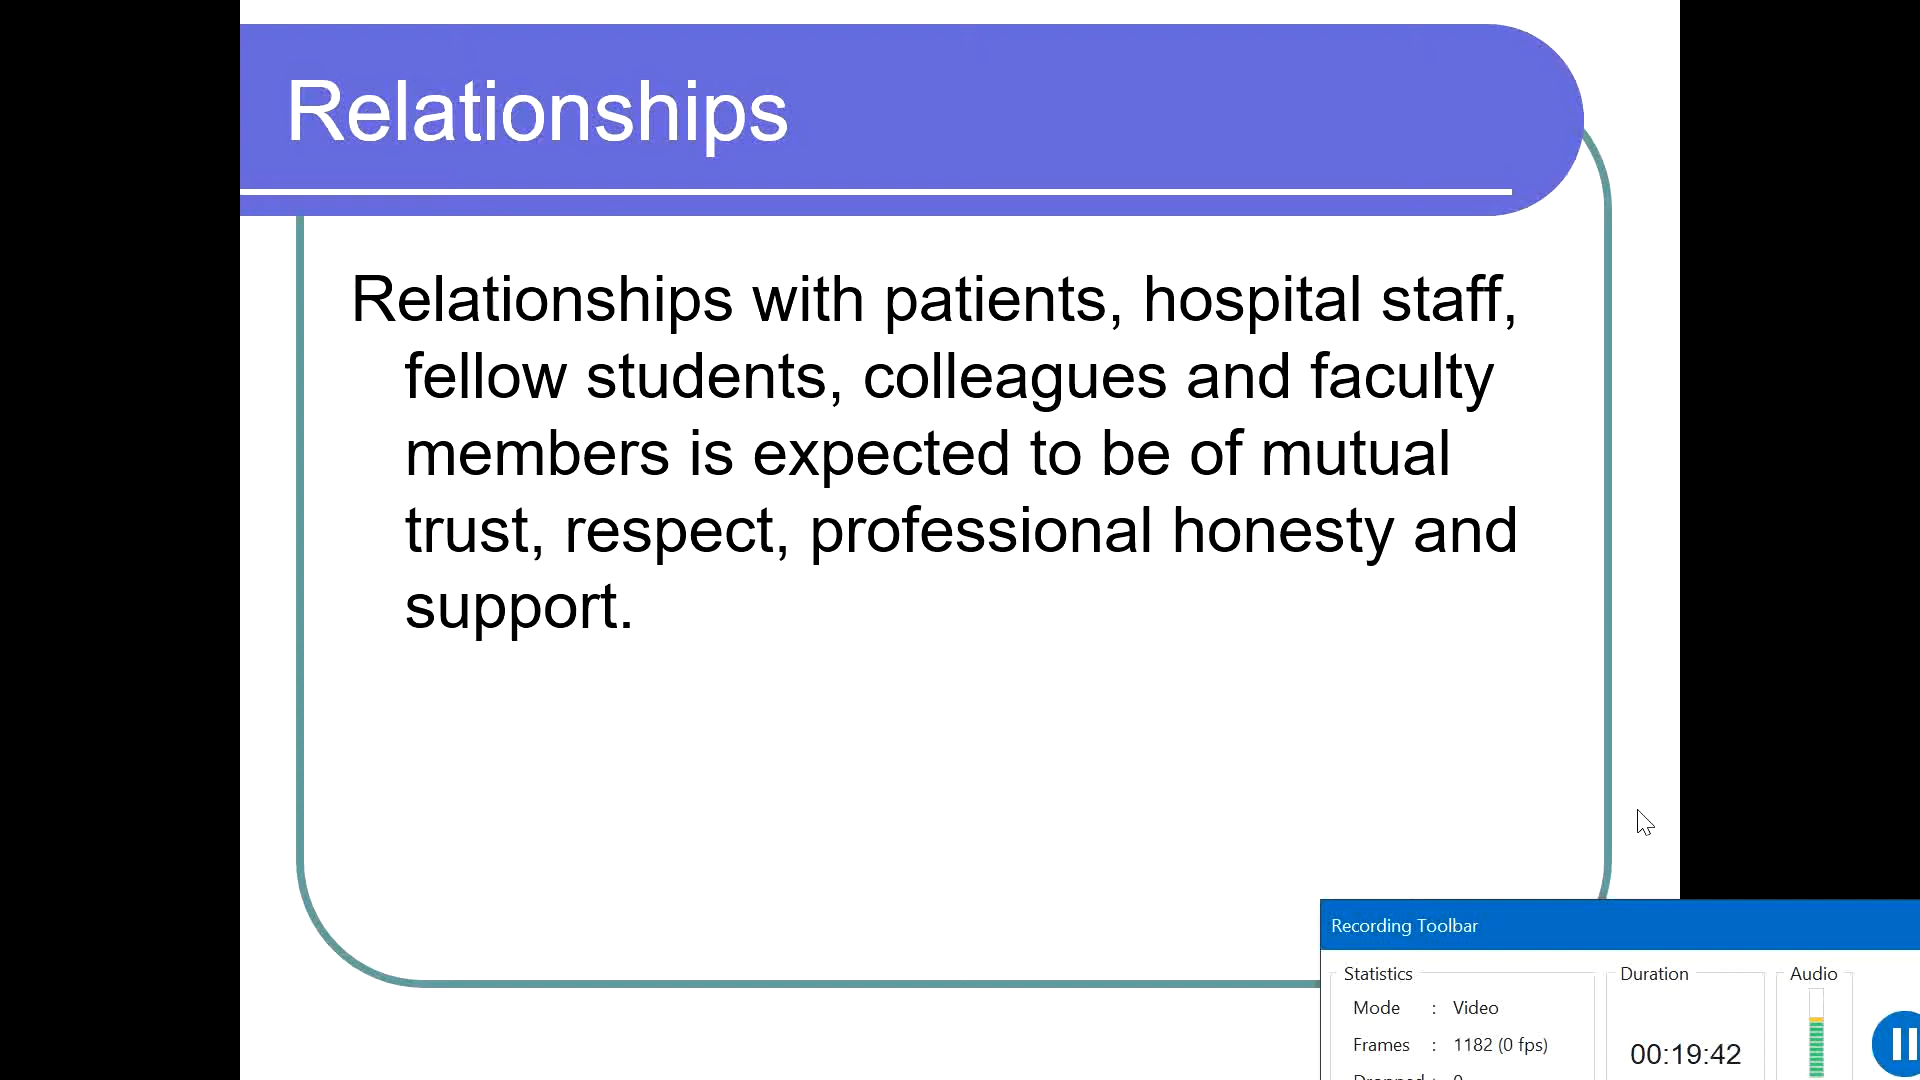 Relationships
Relationships with patients, hospital staff,
fellow students, colleagues and faculty
members is expected to be of mutual
trust, respect, professional honesty and
support.
Recording Toolbar
Statistics
Duration
Audio
Mode : Video
Frames : 1182 (0 fps)
00:19:42